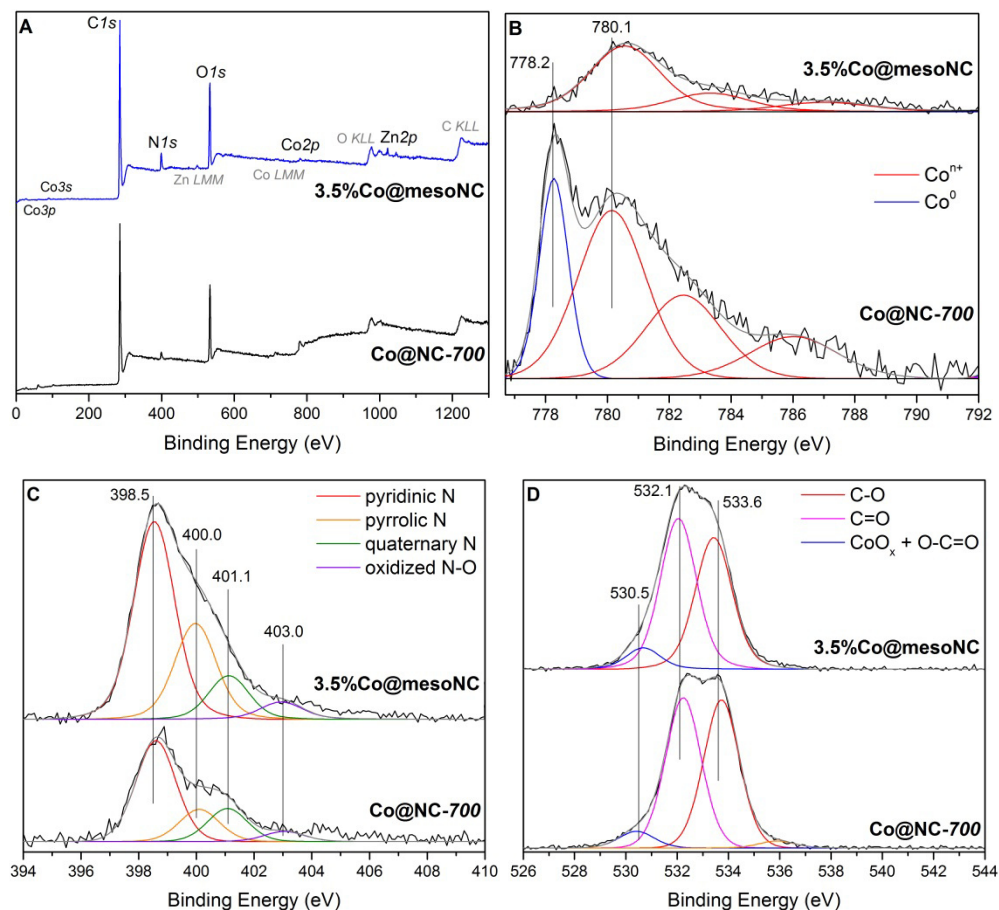 A
C1s
O1s
N1s
Zn LMM
Co2p
Co LMM
O KLL
Zn2p
C KLL
3.5%Co@mesoNC
Co3s
Co3p
Co@NC-700
0 200 400 600 800 1000 1200
Binding Energy (eV)
B
780.1
778.2
3.5%Co@mesoNC
Coⁿ⁺
Co⁰
Co@NC-700
778 780 782 784 786 788 790 792
Binding Energy (eV)
C
398.5
400.0
401.1
403.0
pyridinic N
pyrrolic N
quaternary N
oxidized N-O
3.5%Co@mesoNC
Co@NC-700
394 396 398 400 402 404 406 408 410
Binding Energy (eV)
D
532.1
533.6
530.5
C-O
C=O
CoOₓ + O-C=O
3.5%Co@mesoNC
Co@NC-700
526 528 530 532 534 536 538 540 542 544
Binding Energy (eV)